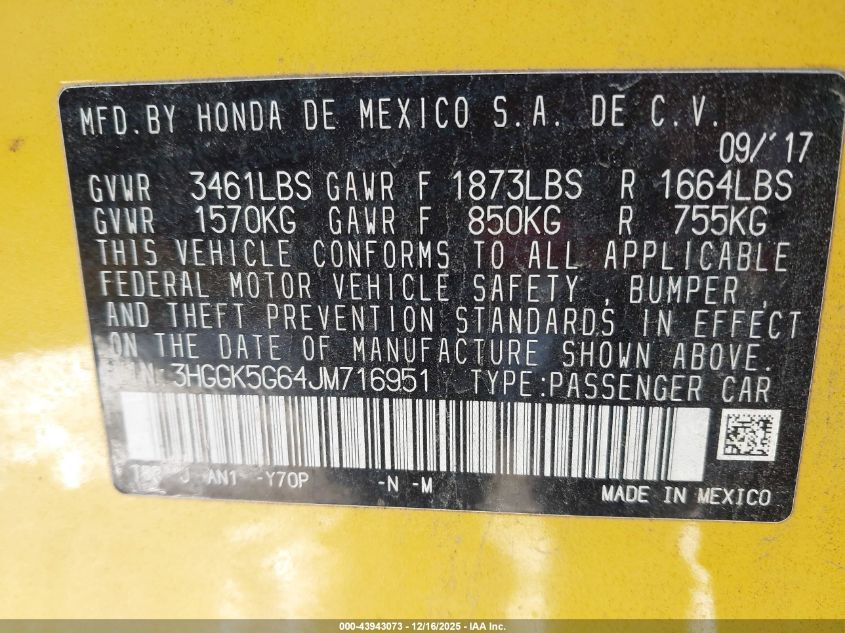 MFD.BY HONDA DE MEXICO S.A. DE C.V.
09/'17
GVWR 3461LBS GAWR F 1873LBS R 1664LBS
GVWR 1570KG GAWR F 850KG R 755KG
THIS VEHICLE CONFORMS TO ALL APPLICABLE
FEDERAL MOTOR VEHICLE SAFETY , BUMPER ,
AND THEFT PREVENTION STANDARDS IN EFFECT
ON THE DATE OF MANUFACTURE SHOWN ABOVE.
3HGGK5G64JM716951 TYPE:PASSENGER CAR
AN1 -Y70P -N -M
MADE IN MEXICO
000-43943073 - 12/16/2025 - IAA Inc.